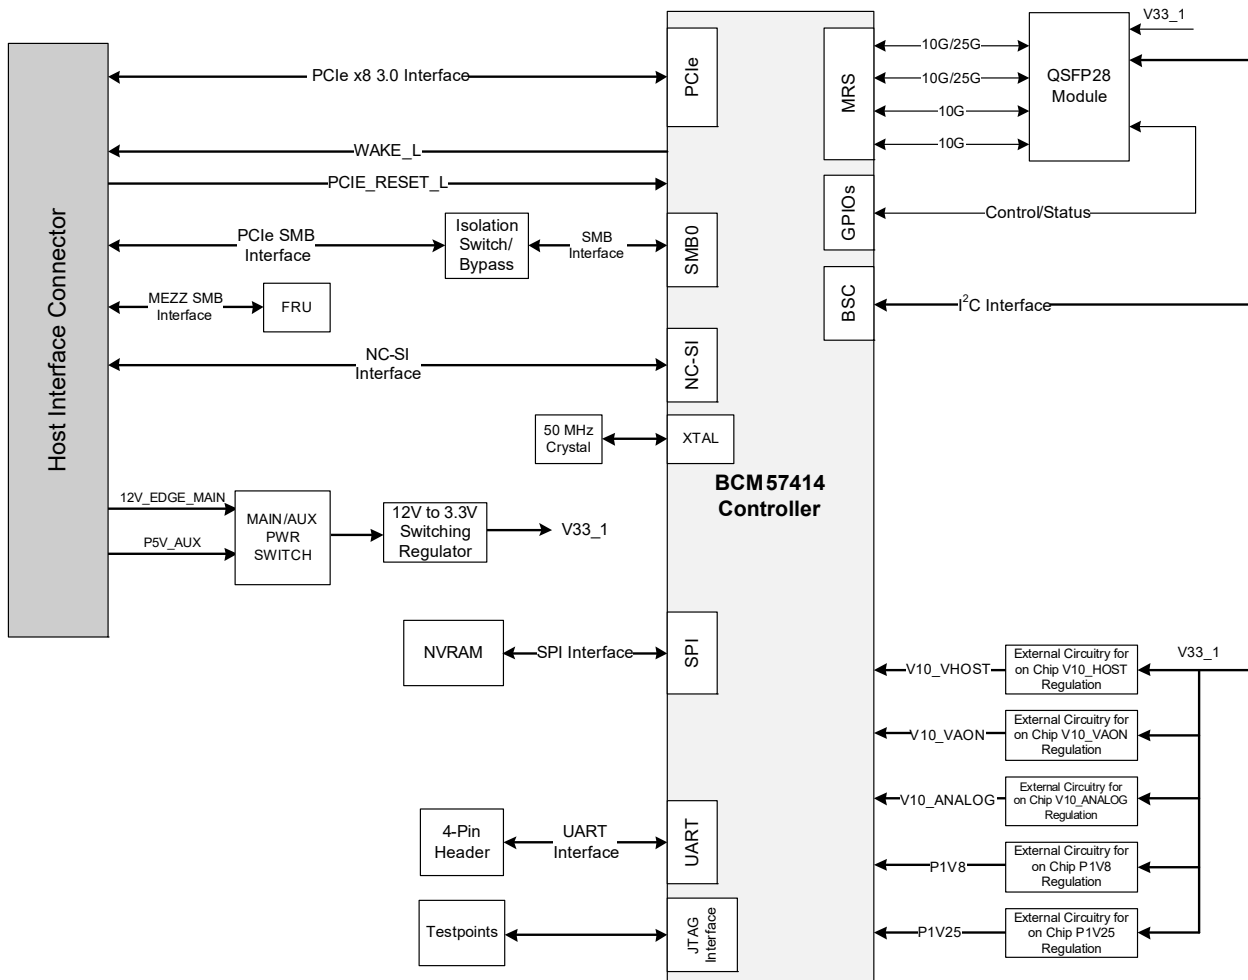 Host Interface Connector
PCIe x8 3.0 Interface
WAKE_L
PCIE_RESET_L
PCIe SMB
Interface
Isolation
Switch/
Bypass
SMB
Interface
MEZZ SMB
Interface
FRU
NC-SI
Interface
50 MHz
Crystal
12V_EDGE_MAIN
P5V_AUX
MAIN/AUX
PWR
SWITCH
12V to 3.3V
Switching
Regulator
V33_1
NVRAM
SPI Interface
4-Pin
Header
UART
Interface
Testpoints
PCIe
SMB0
NC-SI
XTAL
SPI
UART
JTAG
Interface
BCM57414
Controller
MRS
GPIOs
BSC
10G/25G
10G/25G
10G
10G
QSFP28
Module
V33_1
Control/Status
I²C Interface
V33_1
V10_VHOST
External Circuitry for
on Chip V10_HOST
Regulation
V10_VAON
External Circuitry for
on Chip V10_VAON
Regulation
V10_ANALOG
External Circuitry for
on Chip V10_ANALOG
Regulation
P1V8
External Circuitry for
on Chip P1V8
Regulation
P1V25
External Circuitry for
on Chip P1V25
Regulation